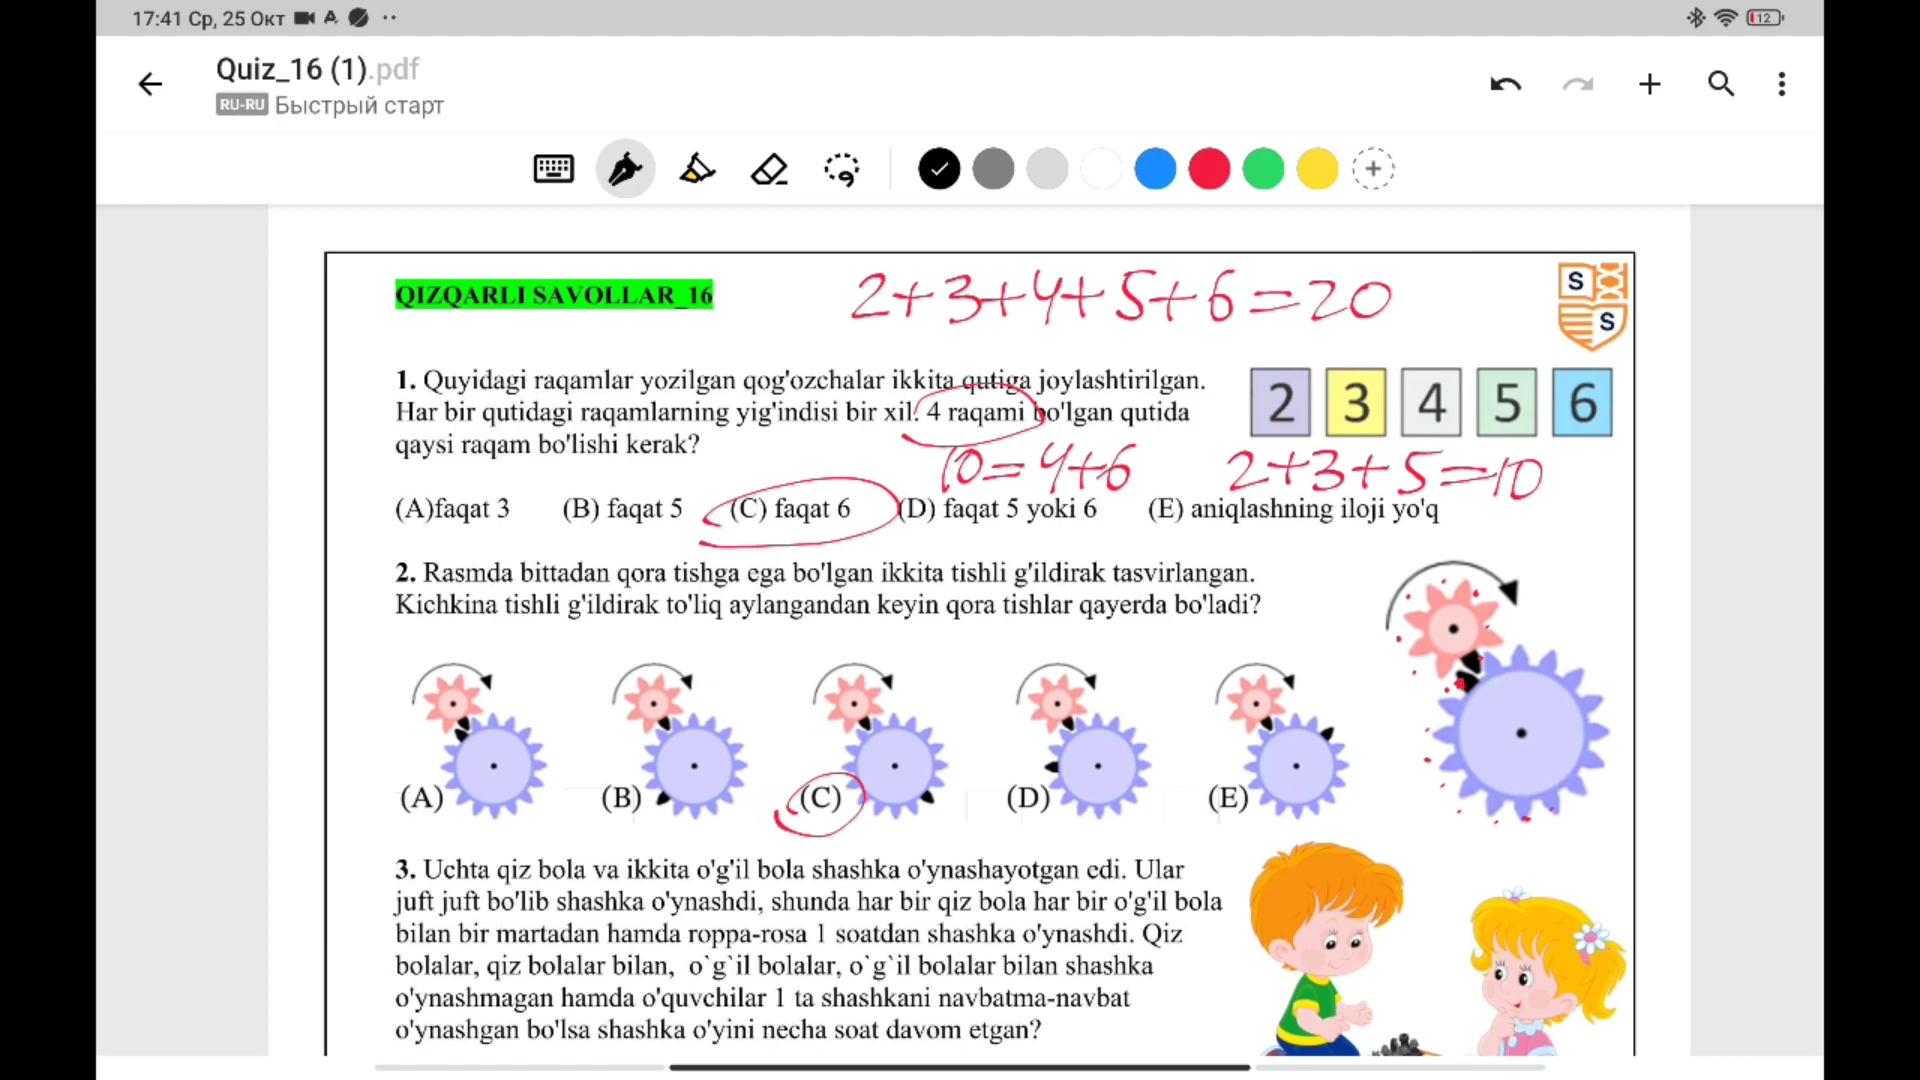 17:41 Ср, 25 Окт
12
Quiz_16 (1).pdf
RU-RU Быстрый старт
QIZQARLI SAVOLLAR_16
2+3+4+5+6=20
S
S
1. Quyidagi raqamlar yozilgan qog'ozchalar ikkita qutiga joylashtirilgan.
Har bir qutidagi raqamlarning yig'indisi bir xil. 4 raqami bo'lgan qutida
qaysi raqam bo'lishi kerak?
2 3 4 5 6
10=4+6
2+3+5=10
(A)faqat 3 (B) faqat 5 (C) faqat 6 (D) faqat 5 yoki 6 (E) aniqlashning iloji yo'q
2. Rasmda bittadan qora tishga ega bo'lgan ikkita tishli g'ildirak tasvirlangan.
Kichkina tishli g'ildirak to'liq aylangandan keyin qora tishlar qayerda bo'ladi?
(A) (B) (C) (D) (E)
3. Uchta qiz bola va ikkita o'g'il bola shashka o'ynashayotgan edi. Ular
juft juft bo'lib shashka o'ynashdi, shunda har bir qiz bola har bir o'g'il bola
bilan bir martadan hamda roppa-rosa 1 soatdan shashka o'ynashdi. Qiz
bolalar, qiz bolalar bilan, o`g`il bolalar, o`g`il bolalar bilan shashka
o'ynashmagan hamda o'quvchilar 1 ta shashkani navbatma-navbat
o'ynashgan bo'lsa shashka o'yini necha soat davom etgan?